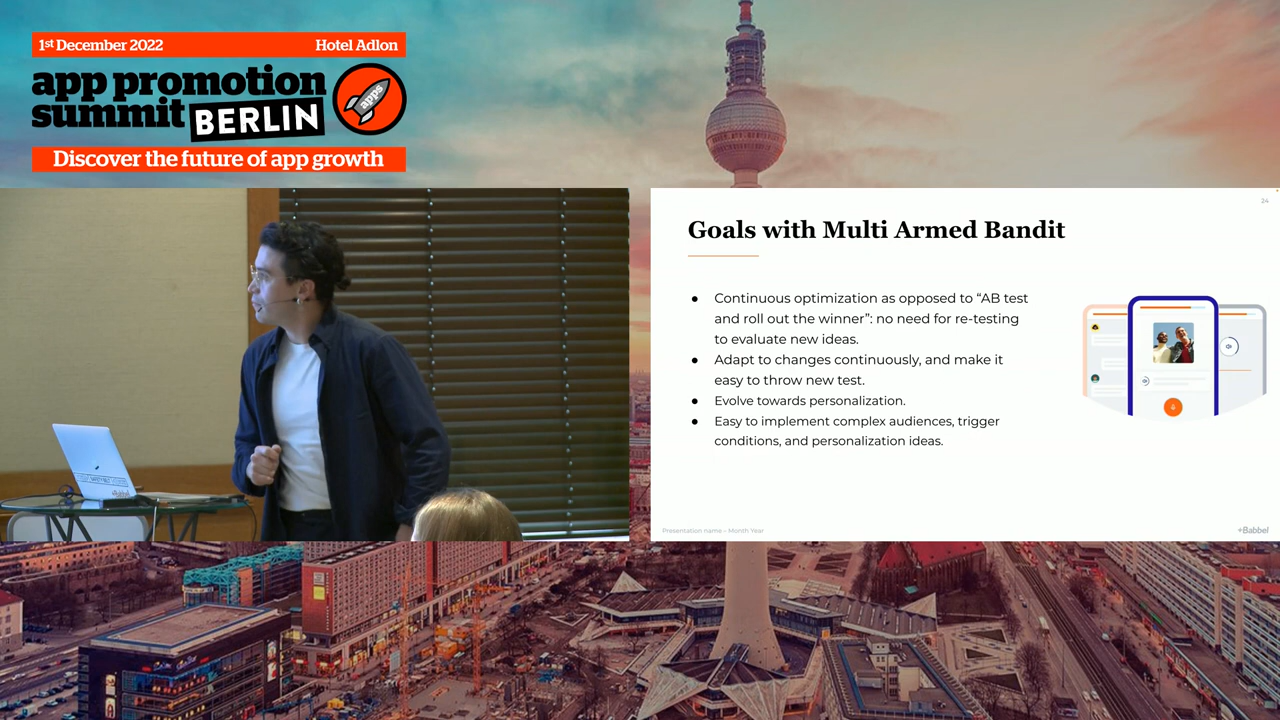 1st December 2022 Hotel Adlon
app promotion
summit BERLIN
apps
Discover the future of app growth
24
Goals with Multi Armed Bandit
● Continuous optimization as opposed to “AB test
and roll out the winner”: no need for re-testing
to evaluate new ideas.
● Adapt to changes continuously, and make it
easy to throw new test.
● Evolve towards personalization.
● Easy to implement complex audiences, trigger
conditions, and personalization ideas.
Presentation name – Month Year
+Babbel